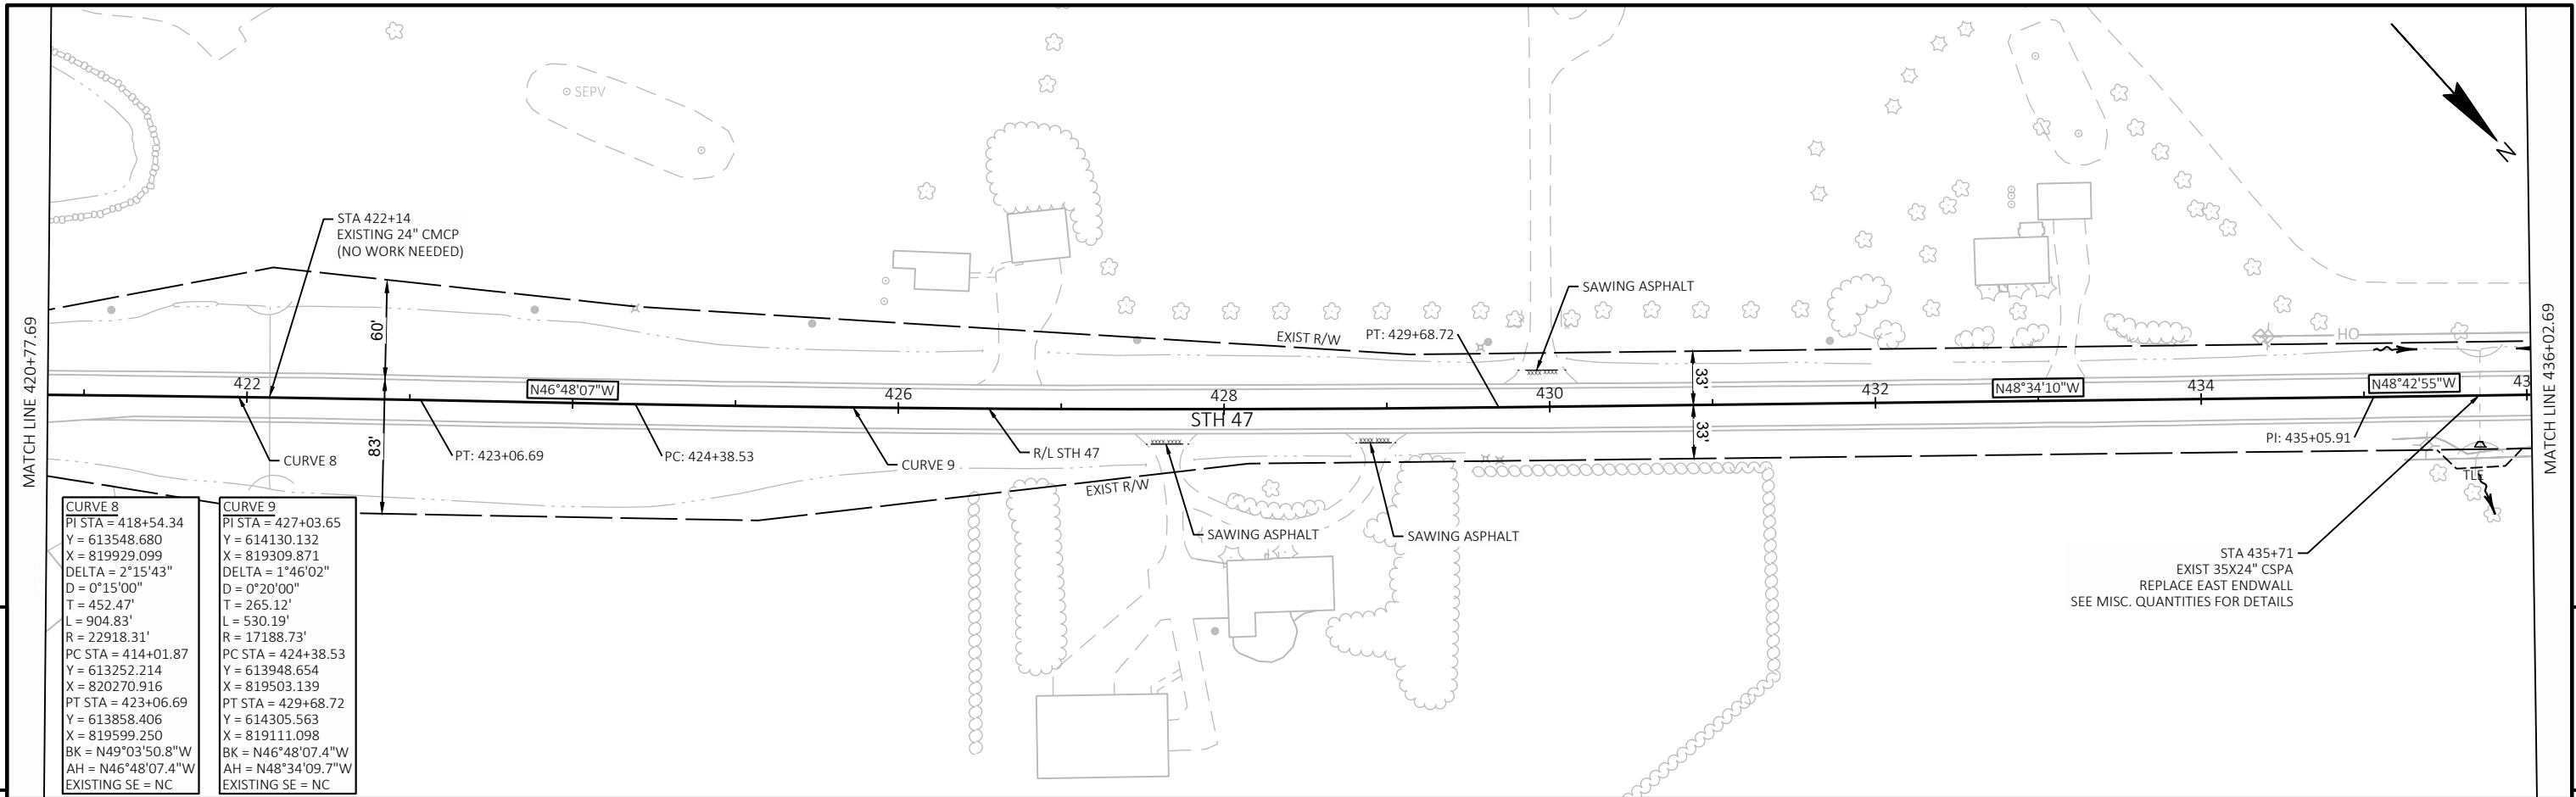 MATCH LINE 420+77.69
SEPV
N
STA 422+14
EXISTING 24" CMCP
(NO WORK NEEDED)
60'
83'
422
N46°48'07"W
426
428
430
432
N48°34'10"W
434
N48°42'55"W
43
STH 47
CURVE 8
PT: 423+06.69
PC: 424+38.53
CURVE 9
R/L STH 47
EXIST R/W
PT: 429+68.72
SAWING ASPHALT
33'
33'
HO
PI: 435+05.91
EXIST R/W
SAWING ASPHALT
SAWING ASPHALT
TLE
STA 435+71
EXIST 35X24" CSPA
REPLACE EAST ENDWALL
SEE MISC. QUANTITIES FOR DETAILS
MATCH LINE 436+02.69
CURVE 8
PI STA = 418+54.34
Y = 613548.680
X = 819929.099
DELTA = 2°15'43"
D = 0°15'00"
T = 452.47'
L = 904.83'
R = 22918.31'
PC STA = 414+01.87
Y = 613252.214
X = 820270.916
PT STA = 423+06.69
Y = 613858.406
X = 819599.250
BK = N49°03'50.8"W
AH = N46°48'07.4"W
EXISTING SE = NC
CURVE 9
PI STA = 427+03.65
Y = 614130.132
X = 819309.871
DELTA = 1°46'02"
D = 0°20'00"
T = 265.12'
L = 530.19'
R = 17188.73'
PC STA = 424+38.53
Y = 613948.654
X = 819503.139
PT STA = 429+68.72
Y = 614305.563
X = 819111.098
BK = N46°48'07.4"W
AH = N48°34'09.7"W
EXISTING SE = NC